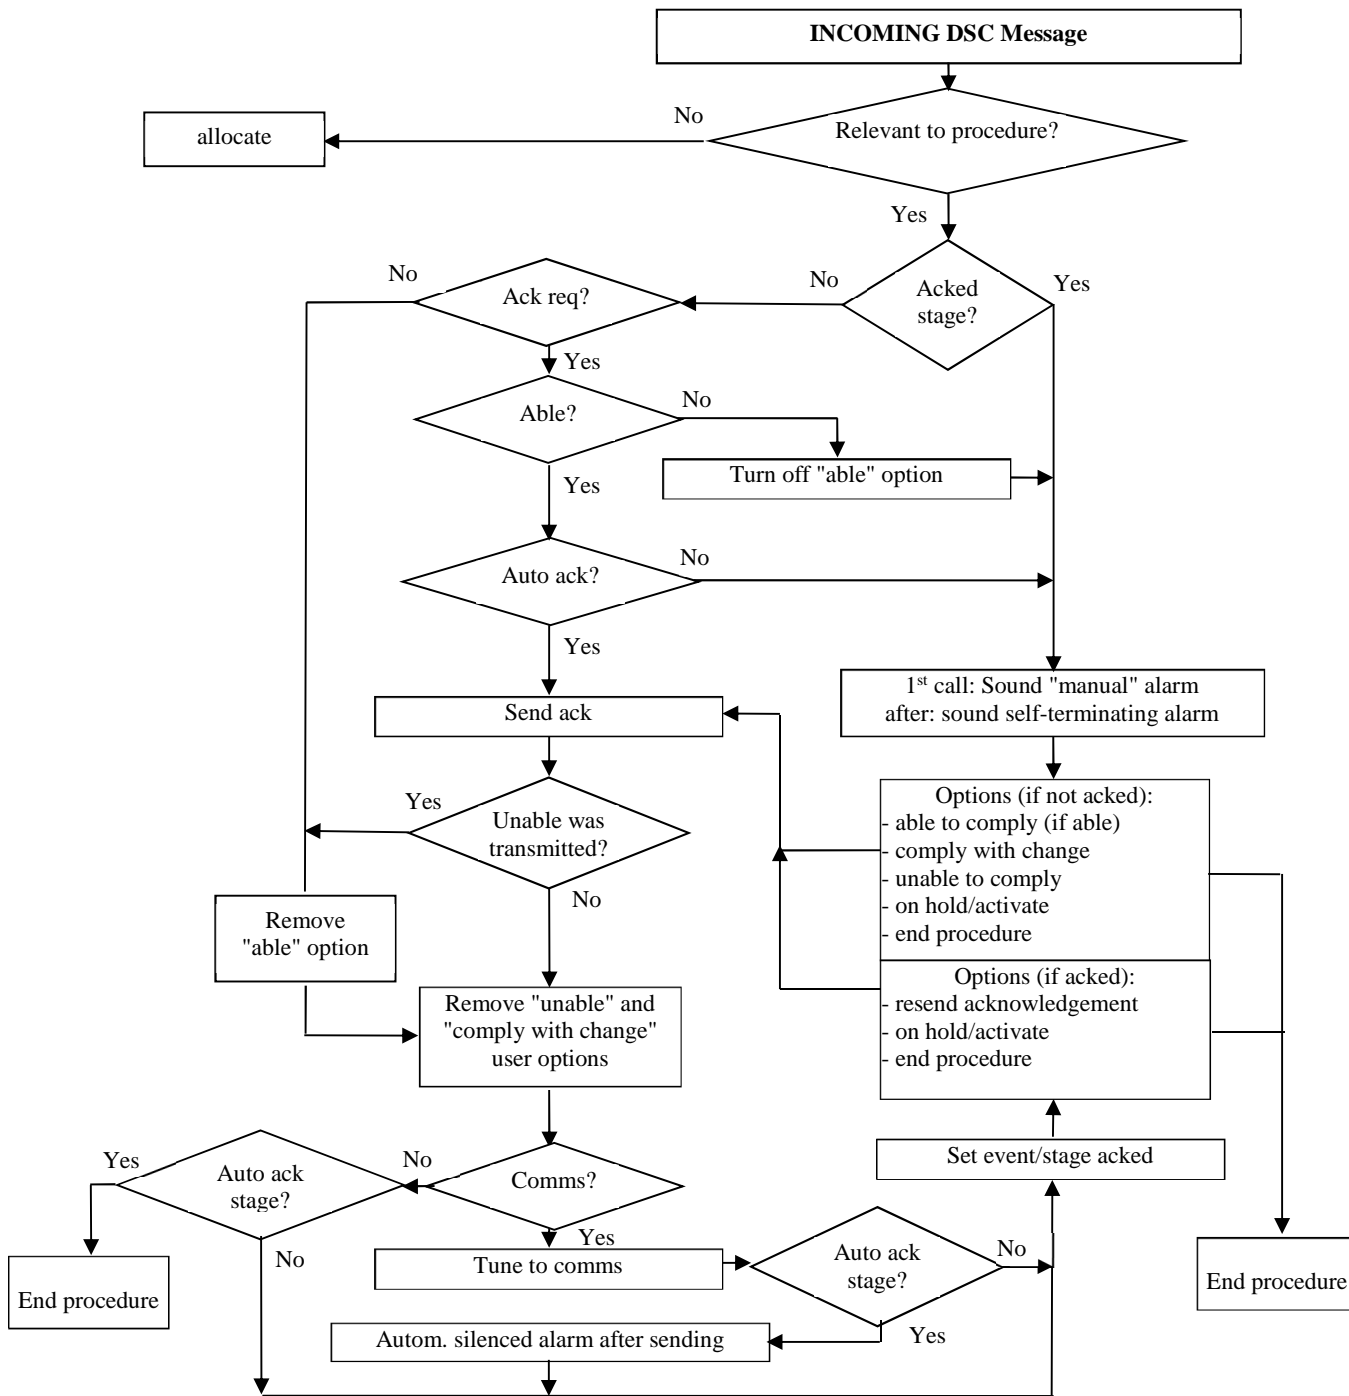 INCOMING DSC Message
Relevant to procedure?
No
allocate
Yes
Acked
stage?
No
Yes
Ack req?
No
Yes
Able?
No
Turn off "able" option
Yes
Auto ack?
No
Yes
1st call: Sound "manual" alarm
after: sound self-terminating alarm
Send ack
Unable was
transmitted?
Yes
No
Options (if not acked):
- able to comply (if able)
- comply with change
- unable to comply
- on hold/activate
- end procedure
Options (if acked):
- resend acknowledgement
- on hold/activate
- end procedure
Remove
"able" option
Remove "unable" and
"comply with change"
user options
Set event/stage acked
Comms?
No
Yes
Auto ack
stage?
Yes
No
End procedure
Tune to comms
Auto ack
stage?
No
Yes
End procedure
Autom. silenced alarm after sending